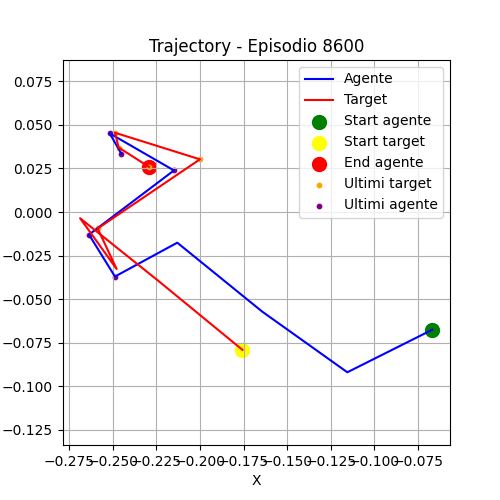 Trajectory - Episodio 8600
Agente
Target
Start agente
Start target
End agente
Ultimi target
Ultimi agente
0.075
0.050
0.025
0.000
−0.025
−0.050
−0.075
−0.100
−0.125
−0.275 −0.250 −0.225 −0.200 −0.175 −0.150 −0.125 −0.100 −0.075
X